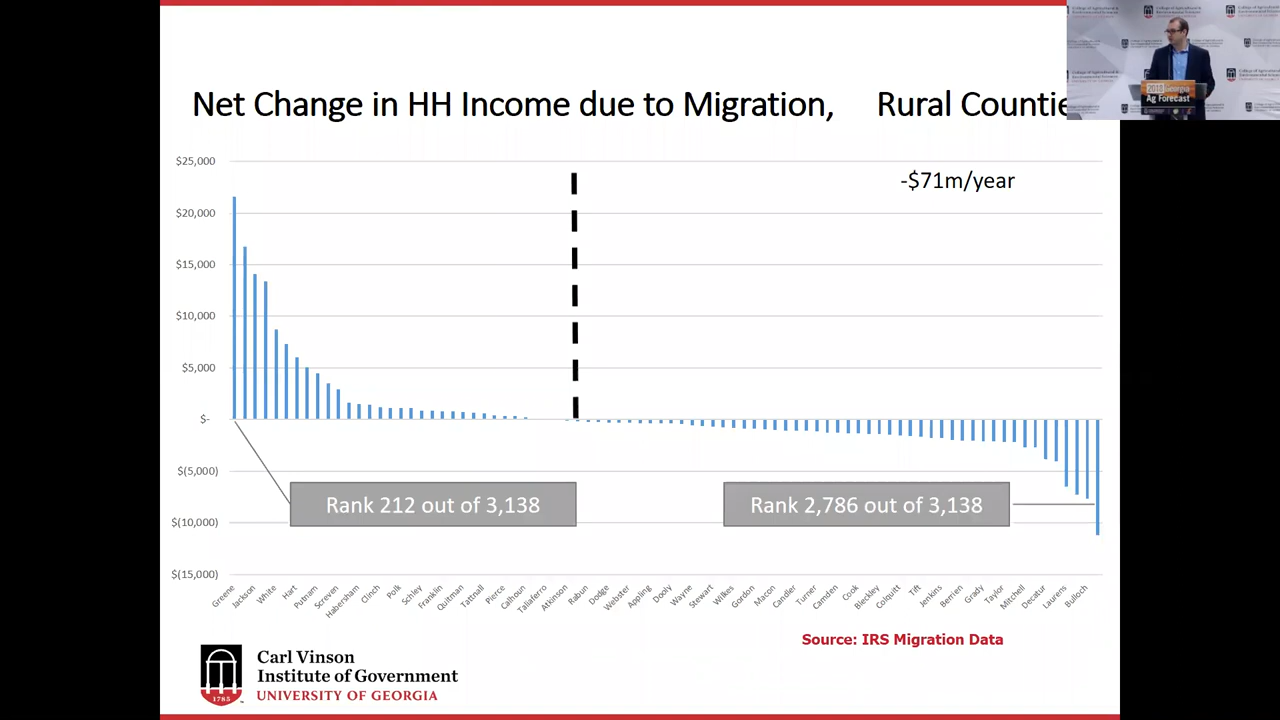 Net Change in HH Income due to Migration, Rural Countie
2018 Georgia
Ag Forecast
-$71m/year
$25,000
$20,000
$15,000
$10,000
$5,000
$-
$(5,000)
$(10,000)
$(15,000)
Rank 212 out of 3,138
Rank 2,786 out of 3,138
Greene
Jackson
White
Hart
Putnam
Screven
Habersham
Clinch
Polk
Schley
Franklin
Quitman
Tattnall
Pierce
Calhoun
Taliaferro
Atkinson
Rabun
Dodge
Webster
Appling
Dooly
Wayne
Stewart
Wilkes
Gordon
Macon
Candler
Turner
Camden
Cook
Bleckley
Colquitt
Tift
Jenkins
Berrien
Grady
Taylor
Mitchell
Decatur
Laurens
Bulloch
Source: IRS Migration Data
1785
Carl Vinson
Institute of Government
UNIVERSITY OF GEORGIA